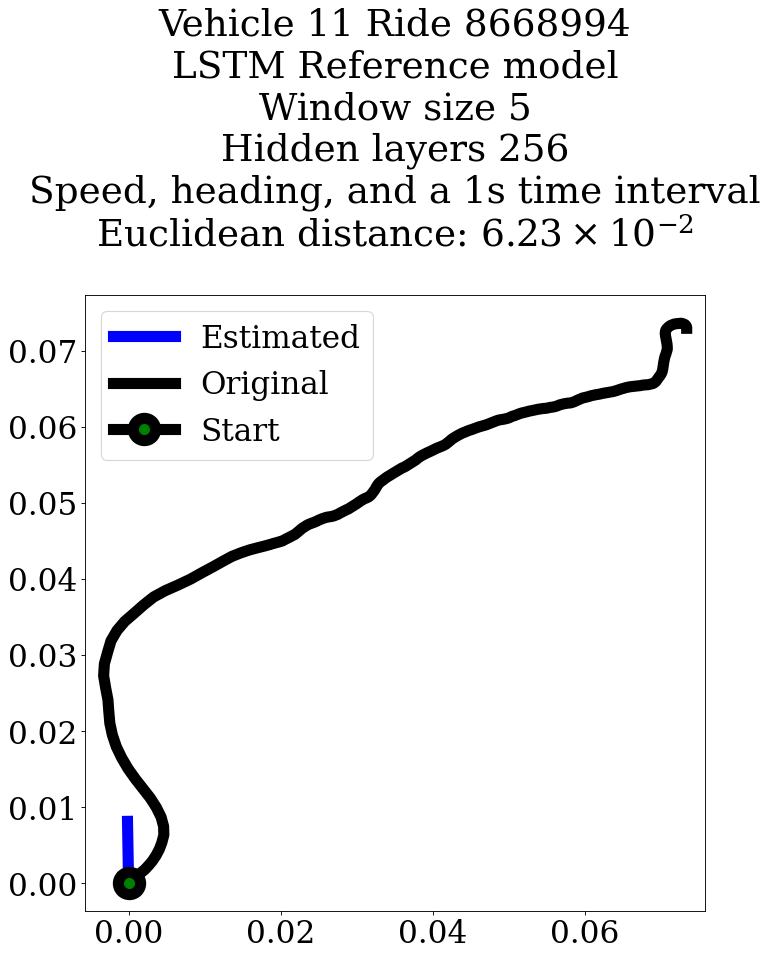 Vehicle 11 Ride 8668994
LSTM Reference model
Window size 5
Hidden layers 256
Speed, heading, and a 1s time interval
Euclidean distance: 6.23 × 10⁻²
Estimated
Original
Start
0.07
0.06
0.05
0.04
0.03
0.02
0.01
0.00
0.00 0.02 0.04 0.06